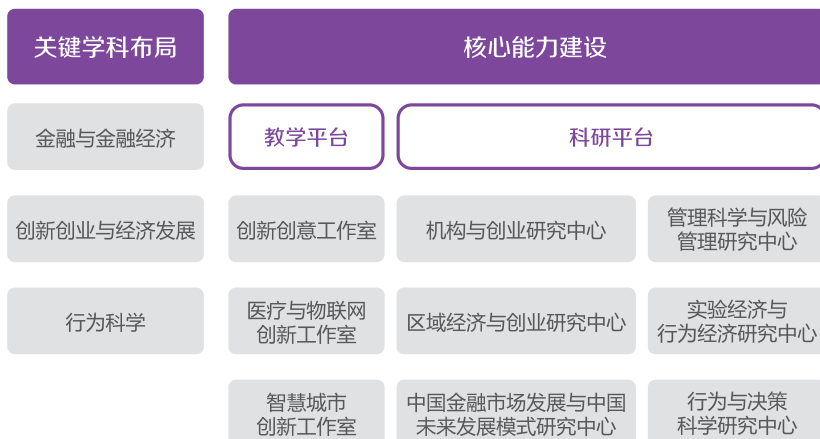 关键学科布局
核心能力建设
金融与金融经济
教学平台
科研平台
创新创业与经济发展
创新创意工作室
机构与创业研究中心
管理科学与风险
管理研究中心
行为科学
医疗与物联网
创新工作室
区域经济与创业研究中心
实验经济与
行为经济研究中心
智慧城市
创新工作室
中国金融市场发展与中国
未来发展模式研究中心
行为与决策
科学研究中心